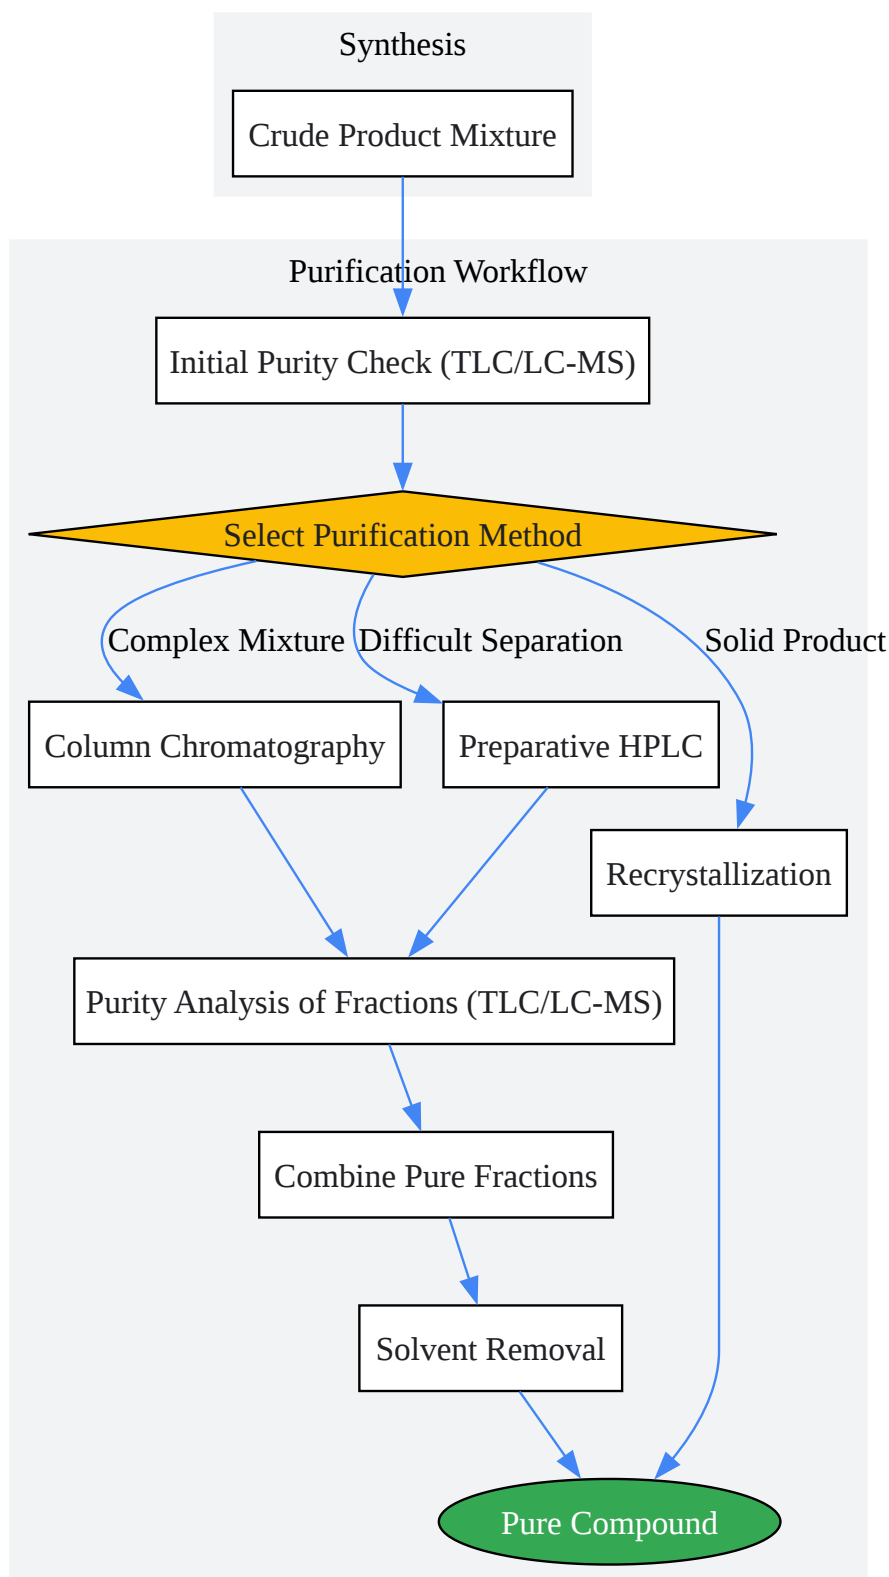 Synthesis
Crude Product Mixture
Purification Workflow
Initial Purity Check (TLC/LC-MS)
Select Purification Method
Complex Mixture
Difficult Separation
Solid Product
Column Chromatography
Preparative HPLC
Recrystallization
Purity Analysis of Fractions (TLC/LC-MS)
Combine Pure Fractions
Solvent Removal
Pure Compound